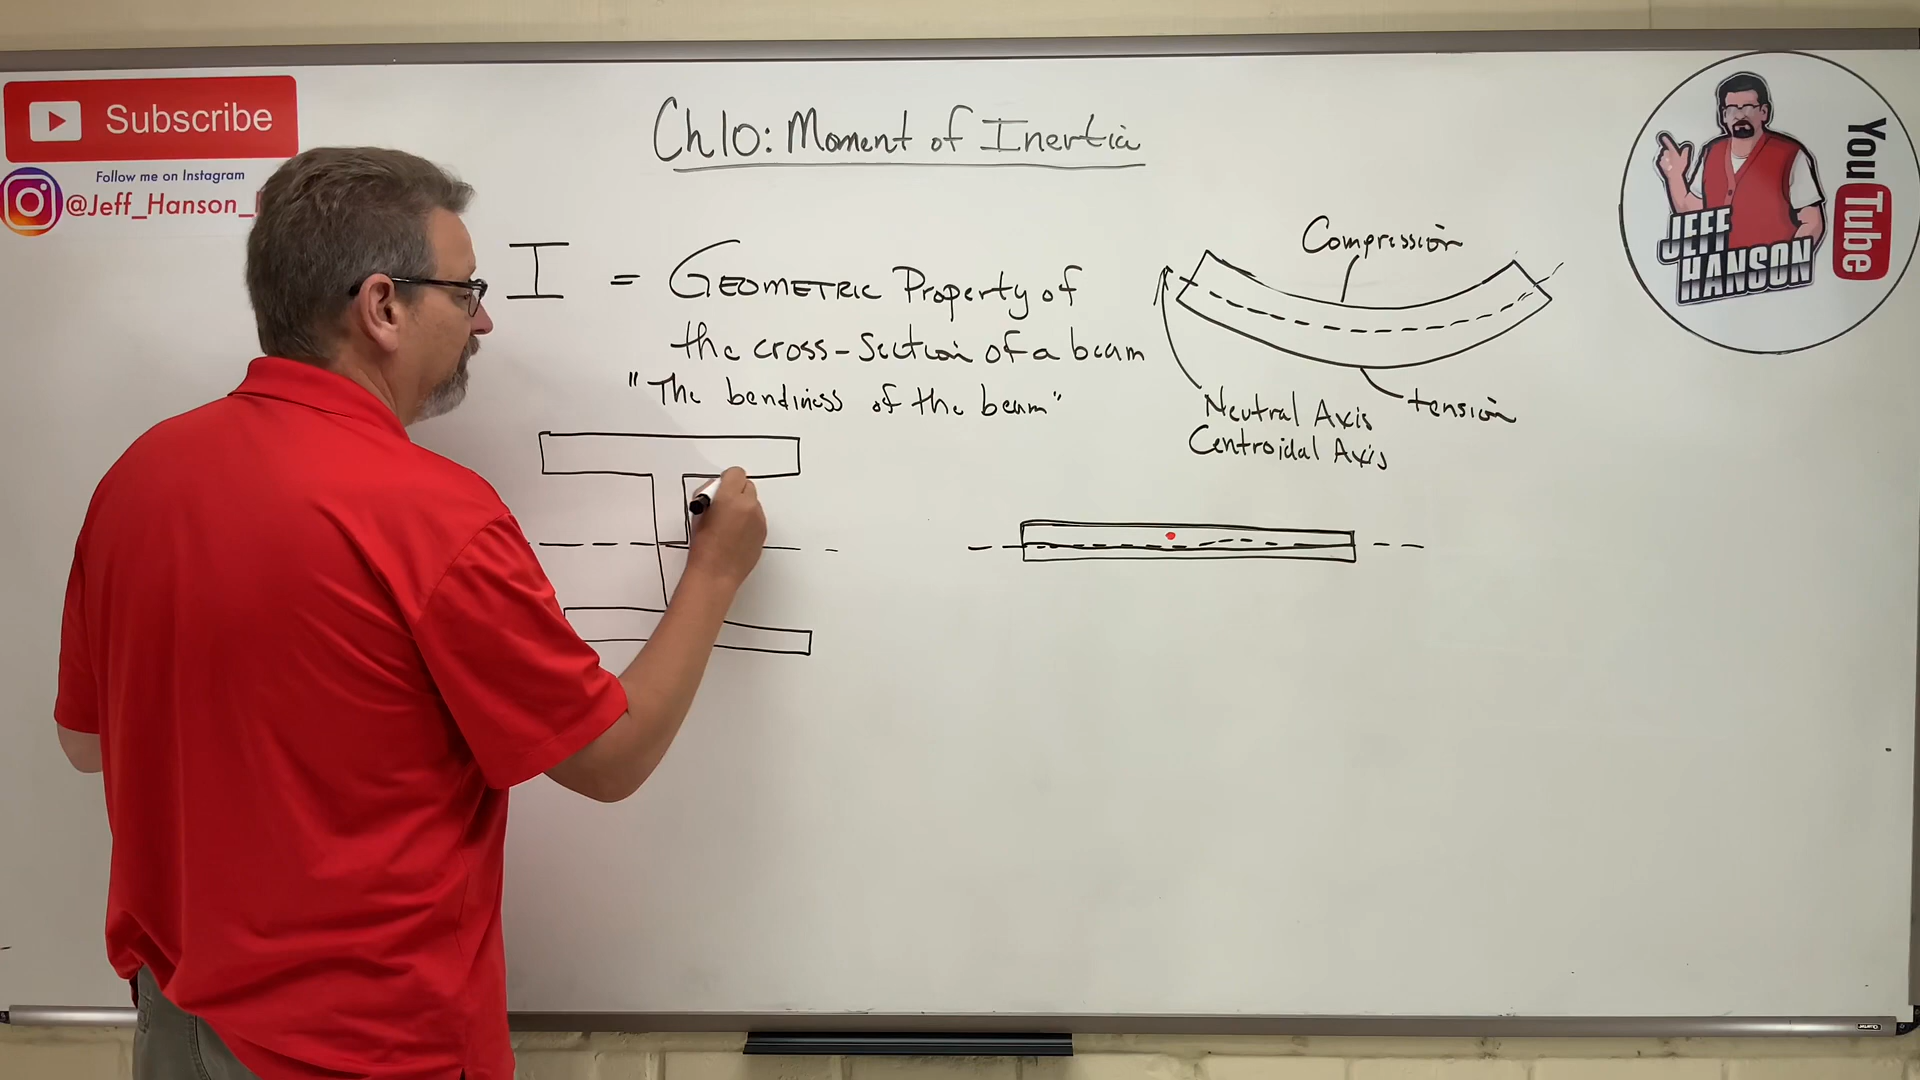 Subscribe
Follow me on Instagram
@Jeff_Hanson_
Ch10: Moment of Inertia
I = GEOMETRIC Property of
the cross-section of a beam
"The bendiness of the beam"
Compression
tension
Neutral Axis
Centroidal Axis
YouTube
JEFF
HANSON